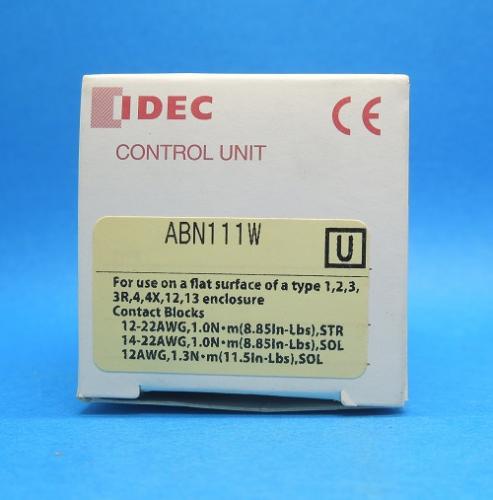 IDEC
CE
CONTROL UNIT
ABN111W
U
For use on a flat surface of a type 1,2,3,
3R,4,4X,12,13 enclosure
Contact Blocks
12-22AWG,1.0N·m(8.85In-Lbs),STR
14-22AWG,1.0N·m(8.85In-Lbs),SOL
12AWG,1.3N·m(11.5In-Lbs),SOL